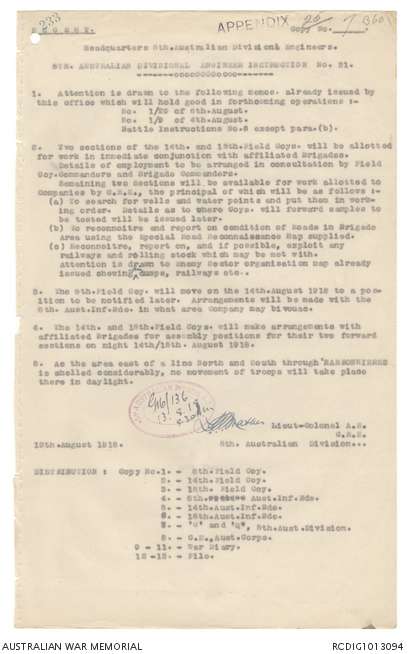 233
SECRET.
APPENDIX 20
Copy No. 7
(360)
Headquarters 5th.Australian Divisional Engineers.
5TH. AUSTRALIAN DIVISIONAL ENGINEER INSTRUCTION No. 21.
1. Attention is drawn to the following memos. already issued by
this office which will hold good in forthcoming operations :-
No. 1/20 of 6th.August.
No. 1/9 of 4th.August.
Battle Instructions No.8 except para.(b).
2. Two sections of the 14th. and 15th.Field Coys. will be allotted
for work in immediate conjunction with affiliated Brigades.
Details of employment to be arranged in consultation by Field
Coy.Commanders and Brigade Commanders.
Remaining two Sections will be available for work allotted to
Companies by C.R.E., the principal of which will be as follows :-
(a) To search for wells and water points and put them in work-
ing order. Details as to where Coys. will forward samples to
be tested will be issued later.
(b) To reconnoitre and report on condition of Roads in Brigade
Area using the Special Road Reconnaissance Map supplied.
(c) Reconnoitre, report on, and if possible, exploit any
railways and rolling stock which may be met with.
Attention is drawn to Enemy Sector organisation map already
issued showing dumps, railways etc..
3. The 8th.Field Coy. will move on the 14th.August 1918 to a pos-
ition to be notified later. Arrangements will be made with the
8th. Aust.Inf.Bde. in what area Company may bivouac.
4. The 14th. and 15th.Field Coys. will make arrangements with
affiliated Brigades for assembly positions for their two forward
sections on night 14th/15th. August 1918.
5. As the area east of a line North and South through HARBONNIERES
is shelled considerably, no movement of troops will take place
there in daylight.
13.8.18
Lieut-Colonel A.E.
C.R.E.
5th. Australian Division...
13th.August 1918.
DISTRIBUTION : Copy No.1. - 8th.Field Coy.
2. - 14th.Field Coy.
3. - 15th. Field Coy.
4. - 8th. Aust.Inf.Bde.
5. - 14th.Aust.Inf.Bde.
6. - 15th.Aust.Inf.Bde.
7. - "G" and "Q", 5th.Aust.Division.
8. - C.E., Aust.Corps.
9 - 11. - War Diary.
12 -13. - File.
AUSTRALIAN WAR MEMORIAL
RCDIG1013094